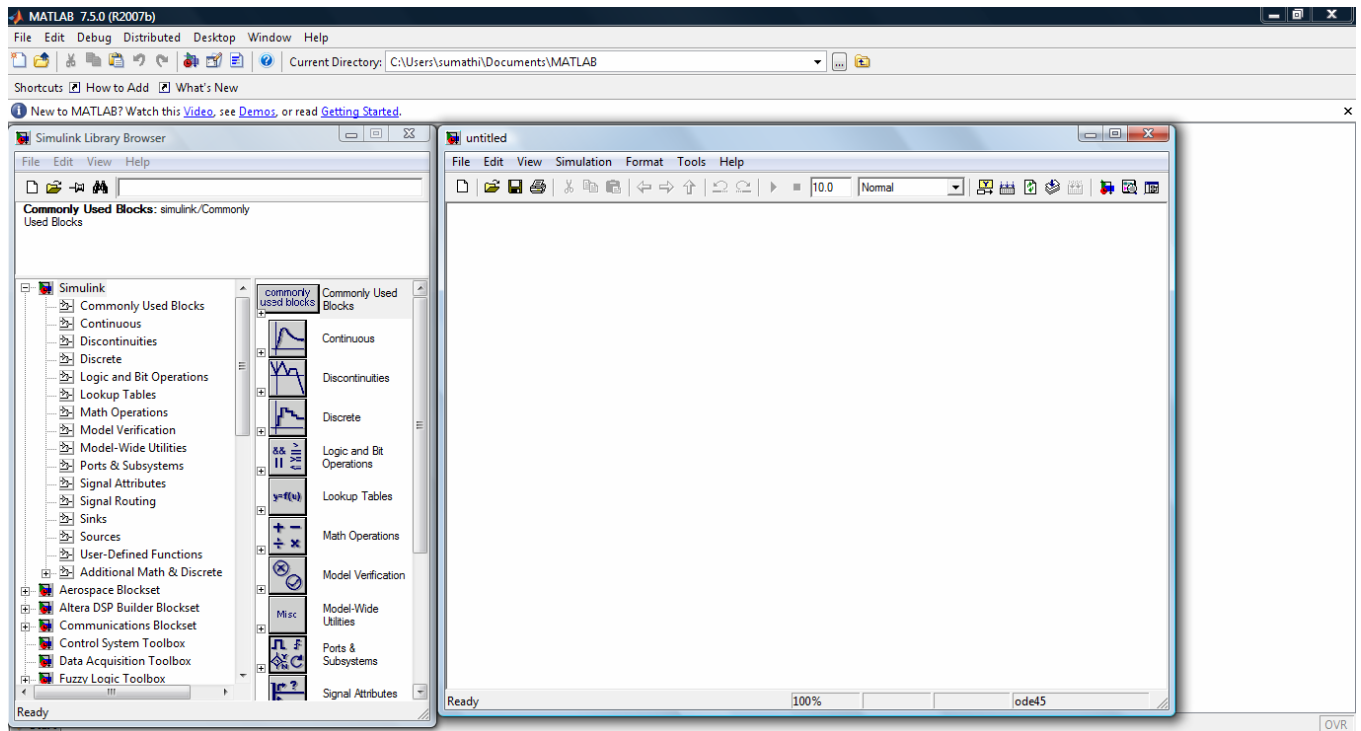 MATLAB 7.5.0 (R2007b)
File Edit Debug Distributed Desktop Window Help
Current Directory: C:\Users\sumathi\Documents\MATLAB
Shortcuts How to Add What's New
New to MATLAB? Watch this Video, see Demos, or read Getting Started.
Simulink Library Browser
File Edit View Help
Commonly Used Blocks: simulink/Commonly
Used Blocks
Simulink
Commonly Used Blocks
Continuous
Discontinuities
Discrete
Logic and Bit Operations
Lookup Tables
Math Operations
Model Verification
Model-Wide Utilities
Ports & Subsystems
Signal Attributes
Signal Routing
Sinks
Sources
User-Defined Functions
Additional Math & Discrete
Aerospace Blockset
Altera DSP Builder Blockset
Communications Blockset
Control System Toolbox
Data Acquisition Toolbox
Fuzzy Logic Toolbox
commonly
used blocks
Commonly Used
Blocks
Continuous
Discontinuities
Discrete
Logic and Bit
Operations
y=f(u)
Lookup Tables
Math Operations
Model Verification
Misc
Model-Wide
Utilities
Ports &
Subsystems
Signal Attributes
Ready
untitled
File Edit View Simulation Format Tools Help
10.0 Normal
Ready 100% ode45
OVR